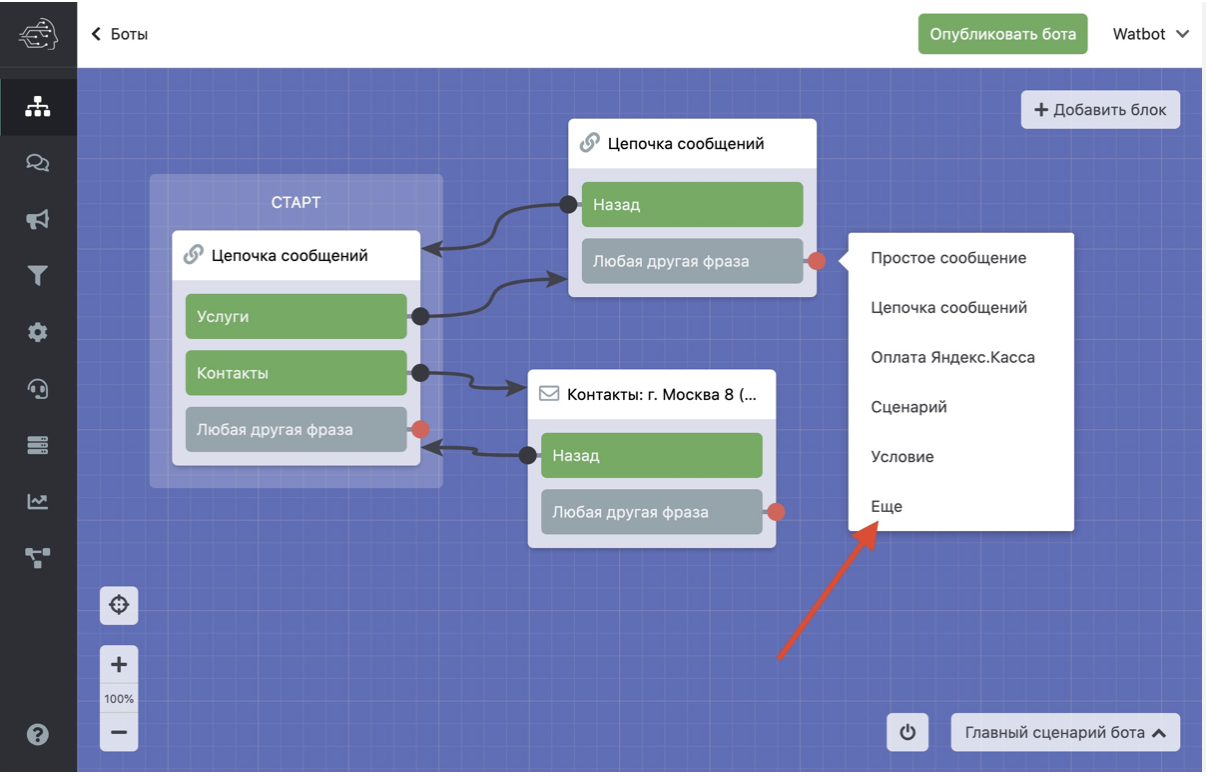 Боты
Опубликовать бота
Watbot
Добавить блок
Цепочка сообщений
Назад
Любая другая фраза
СТАРТ
Цепочка сообщений
Услуги
Контакты
Любая другая фраза
Контакты: г. Москва 8 (...
Назад
Любая другая фраза
Простое сообщение
Цепочка сообщений
Оплата Яндекс.Касса
Сценарий
Условие
Еще
100%
Главный сценарий бота